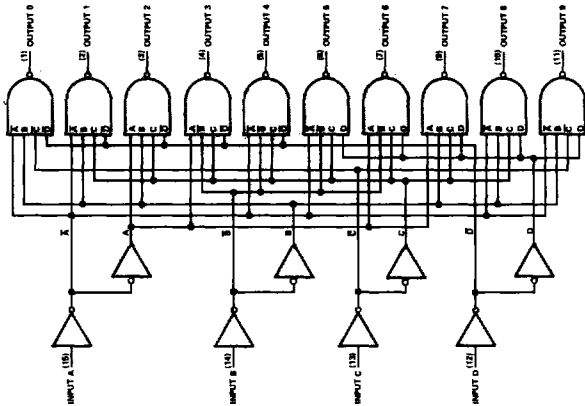 (1) OUTPUT 0
(2) OUTPUT 1
(3) OUTPUT 2
(4) OUTPUT 3
(5) OUTPUT 4
(6) OUTPUT 5
(7) OUTPUT 6
(9) OUTPUT 7
(10) OUTPUT 8
(11) OUTPUT 9
A̅ B C̅ D̅
A̅ B C D̅
A B C D̅
A B̅ C D̅
A̅ B̅ C D̅
A̅ B̅ C D
A B̅ C D
A B C D
A̅ B C D
A̅ B C̅ D
A̅
A
B̅
B
C̅
C
D̅
D
INPUT A (15)
INPUT B (14)
INPUT C (13)
INPUT D (12)